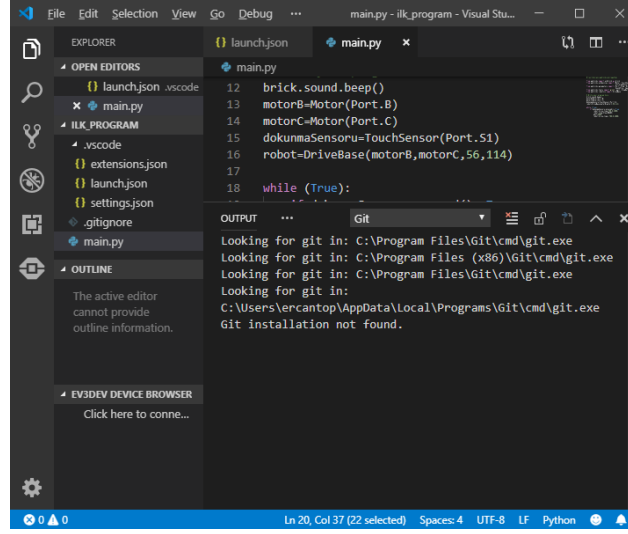 File Edit Selection View Go Debug ··· main.py - ilk_program - Visual Stu...
EXPLORER
OPEN EDITORS
{} launch.json .vscode
main.py
ILK_PROGRAM
.vscode
{} extensions.json
{} launch.json
{} settings.json
.gitignore
main.py
OUTLINE
The active editor
cannot provide
outline information.
EV3DEV DEVICE BROWSER
Click here to conne...
{} launch.json main.py
main.py
12 brick.sound.beep()
13 motorB=Motor(Port.B)
14 motorC=Motor(Port.C)
15 dokunmaSensoru=TouchSensor(Port.S1)
16 robot=DriveBase(motorB,motorC,56,114)
17
18 while (True):
OUTPUT ··· Git
Looking for git in: C:\Program Files\Git\cmd\git.exe
Looking for git in: C:\Program Files (x86)\Git\cmd\git.exe
Looking for git in: C:\Program Files\Git\cmd\git.exe
Looking for git in:
C:\Users\ercantop\AppData\Local\Programs\Git\cmd\git.exe
Git installation not found.
0 0 Ln 20, Col 37 (22 selected) Spaces: 4 UTF-8 LF Python